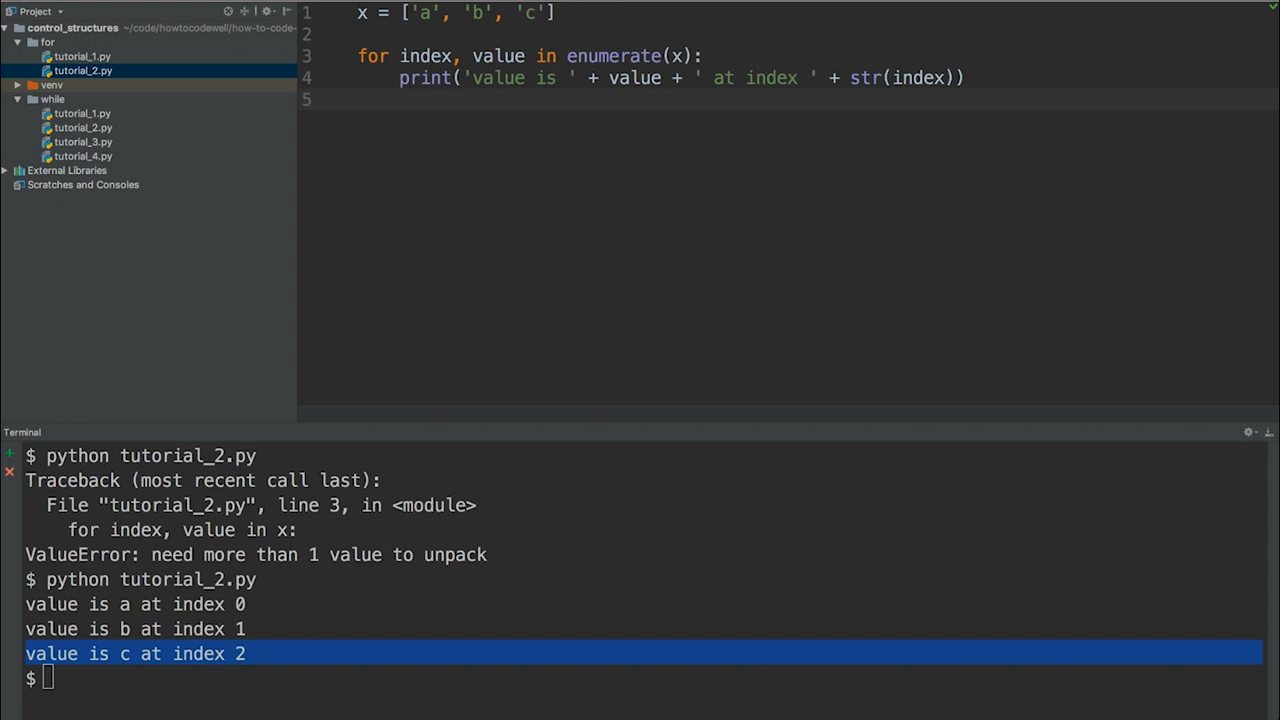 Project
control_structures ~/code/howtocodewell/how-to-code-
for
tutorial_1.py
tutorial_2.py
venv
while
tutorial_1.py
tutorial_2.py
tutorial_3.py
tutorial_4.py
External Libraries
Scratches and Consoles
1 x = ['a', 'b', 'c']
2
3 for index, value in enumerate(x):
4 print('value is ' + value + ' at index ' + str(index))
5
Terminal
$ python tutorial_2.py
Traceback (most recent call last):
File "tutorial_2.py", line 3, in <module>
for index, value in x:
ValueError: need more than 1 value to unpack
$ python tutorial_2.py
value is a at index 0
value is b at index 1
value is c at index 2
$